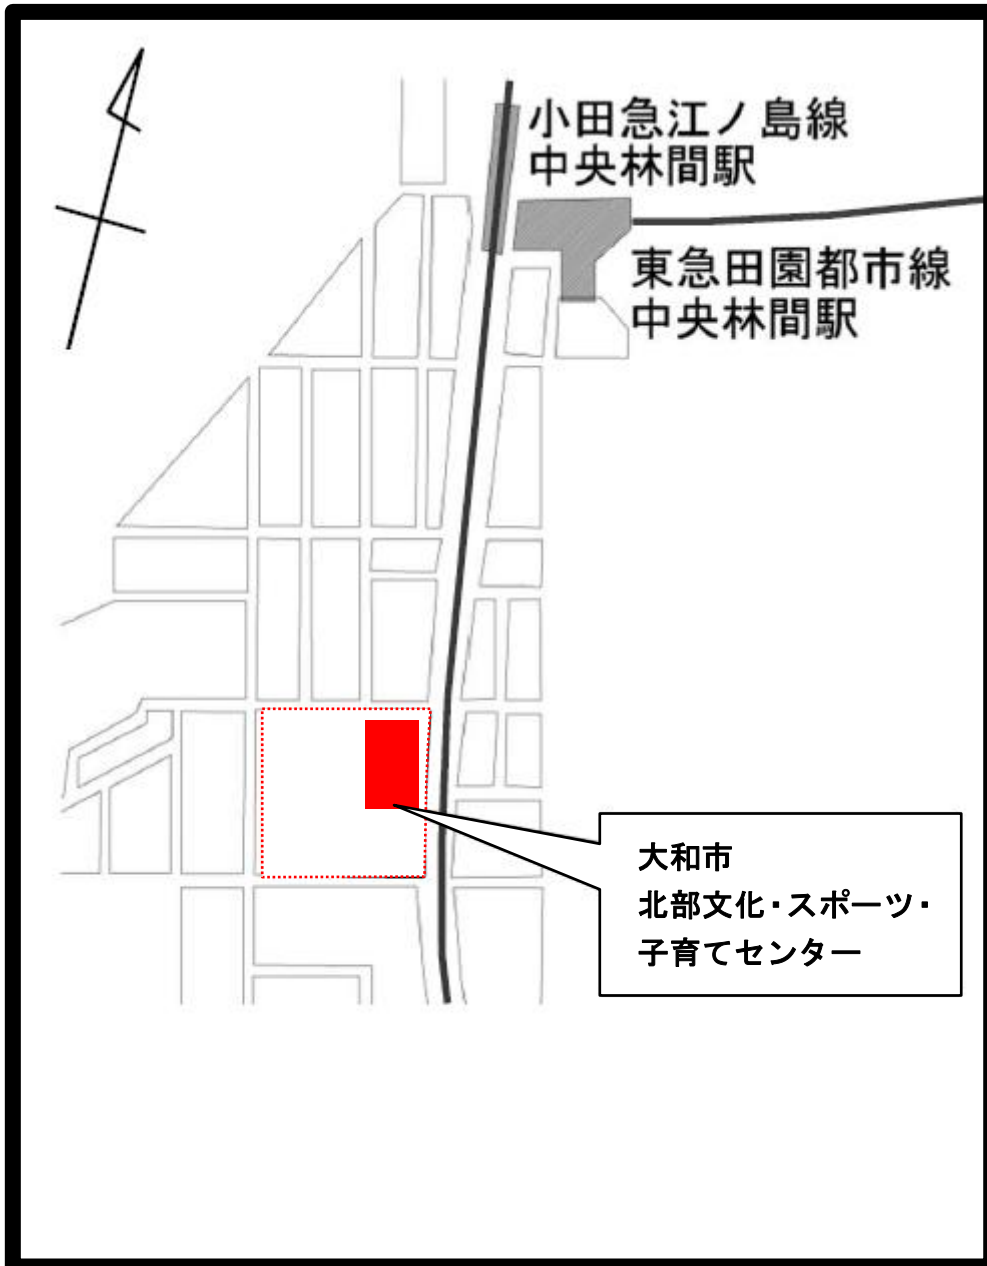 小田急江ノ島線
中央林間駅
東急田園都市線
中央林間駅
大和市
北部文化・スポーツ・
子育てセンター